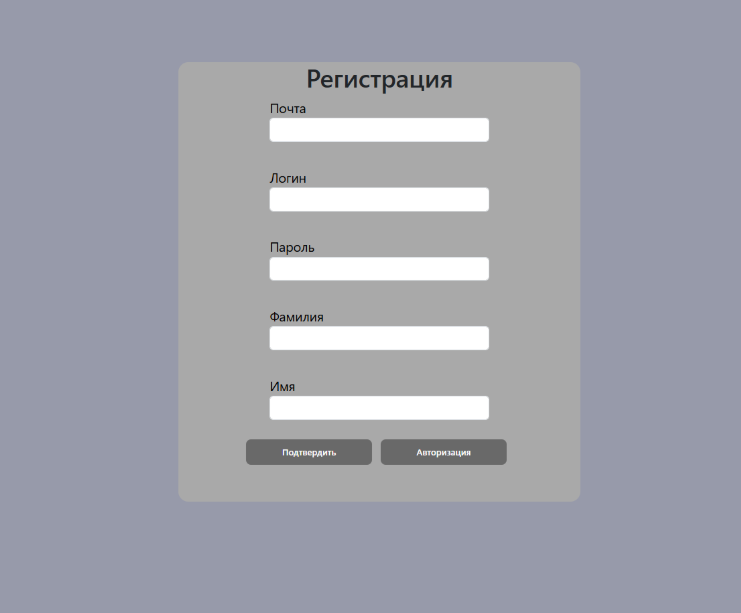 Регистрация
Почта
Логин
Пароль
Фамилия
Имя
Подтвердить Авторизация